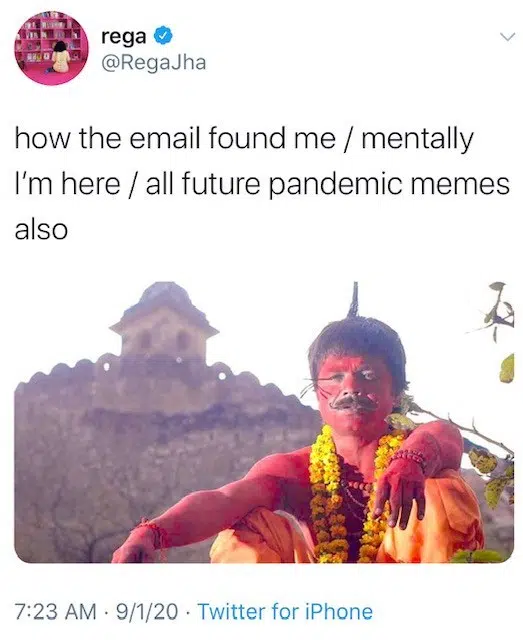 rega
@RegaJha
how the email found me / mentally
I'm here / all future pandemic memes
also
7:23 AM · 9/1/20 · Twitter for iPhone